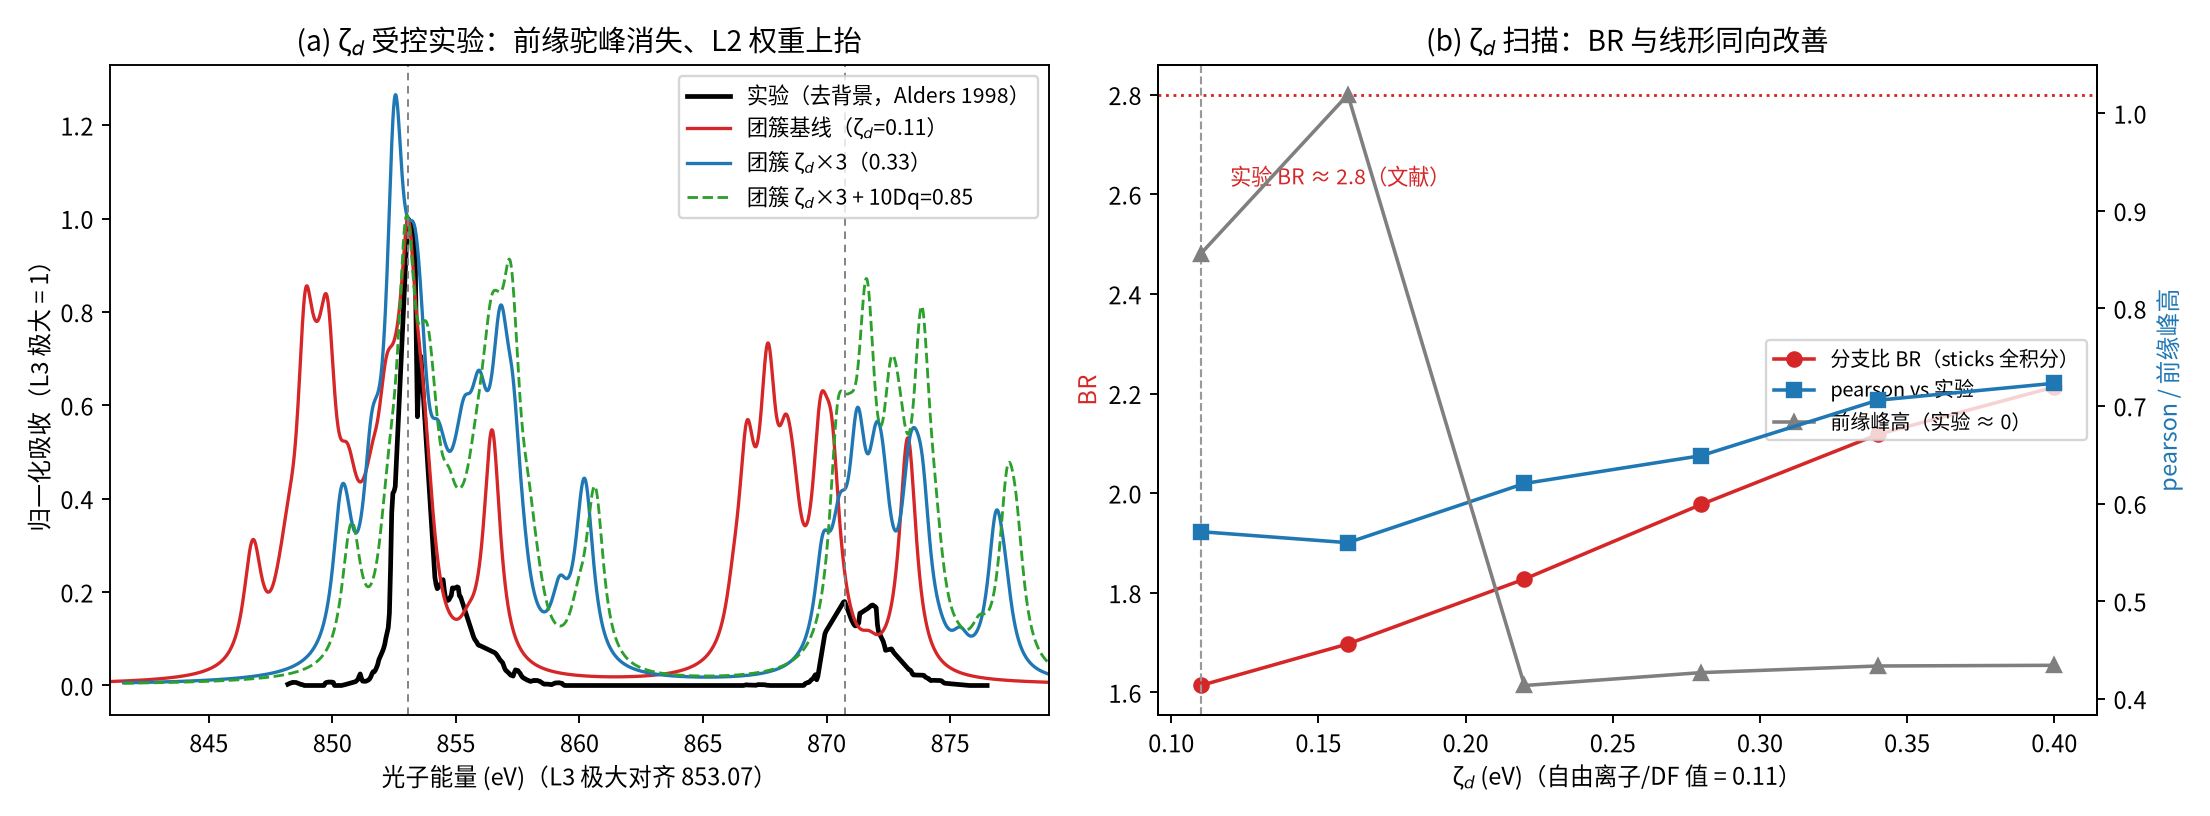 (a) ζd 受控实验：前缘驼峰消失、L2 权重上抬
实验（去背景，Alders 1998）
团簇基线（ζd=0.11）
团簇 ζd×3（0.33）
团簇 ζd×3 + 10Dq=0.85
归一化吸收（L3 极大 = 1）
1.2
1.0
0.8
0.6
0.4
0.2
0.0
845 850 855 860 865 870 875
光子能量 (eV)（L3 极大对齐 853.07）
(b) ζd 扫描：BR 与线形同向改善
实验 BR ≈ 2.8（文献）
分支比 BR（sticks 全积分）
pearson vs 实验
前缘峰高（实验 ≈ 0）
BR
2.8
2.6
2.4
2.2
2.0
1.8
1.6
1.0
0.9
0.8
0.7
0.6
0.5
0.4
pearson / 前缘峰高
0.10 0.15 0.20 0.25 0.30 0.35 0.40
ζd (eV)（自由离子/DF 值 = 0.11）